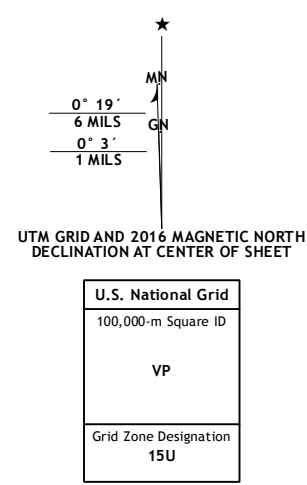 ★
MN
0° 19´
6 MILS
GN
0° 3´
1 MILS
UTM GRID AND 2016 MAGNETIC NORTH
DECLINATION AT CENTER OF SHEET
U.S. National Grid
100,000-m Square ID
VP
Grid Zone Designation
15U